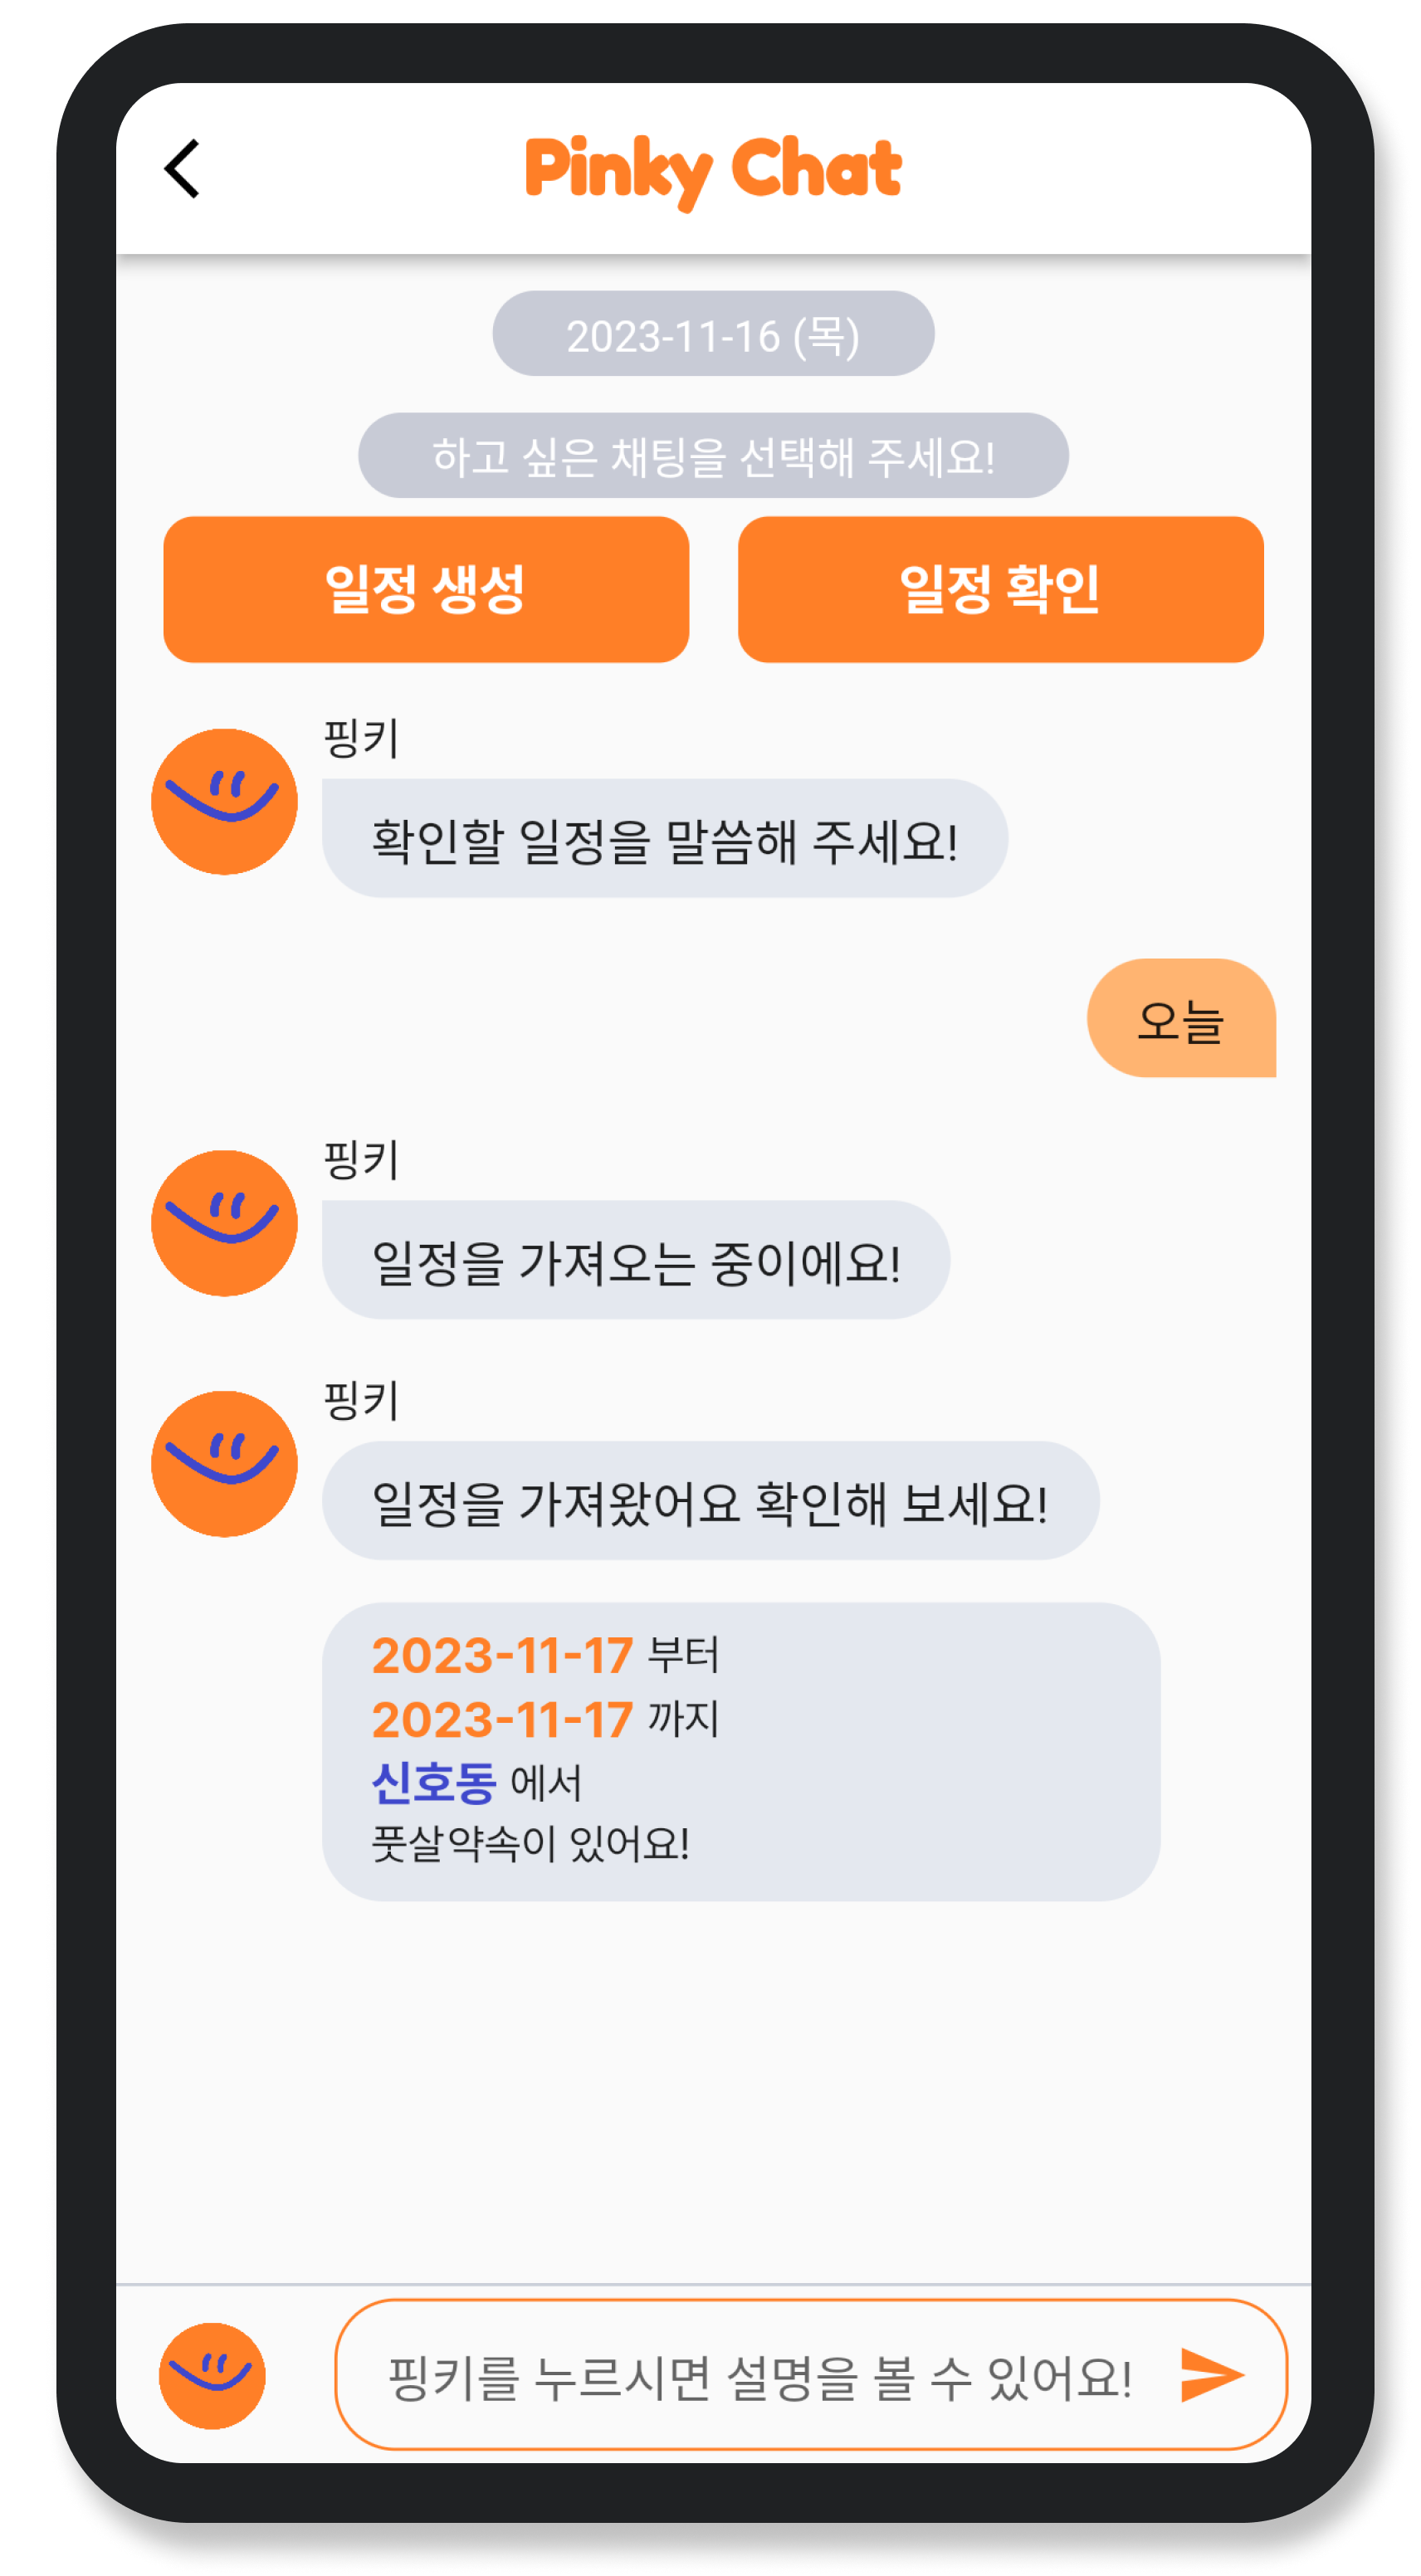 Pinky Chat
2023-11-16 (목)
하고 싶은 채팅을 선택해 주세요!
일정 생성
일정 확인
핑키
확인할 일정을 말씀해 주세요!
오늘
핑키
일정을 가져오는 중이에요!
핑키
일정을 가져왔어요 확인해 보세요!
2023-11-17 부터
2023-11-17 까지
신호동 에서
풋살약속이 있어요!
핑키를 누르시면 설명을 볼 수 있어요!